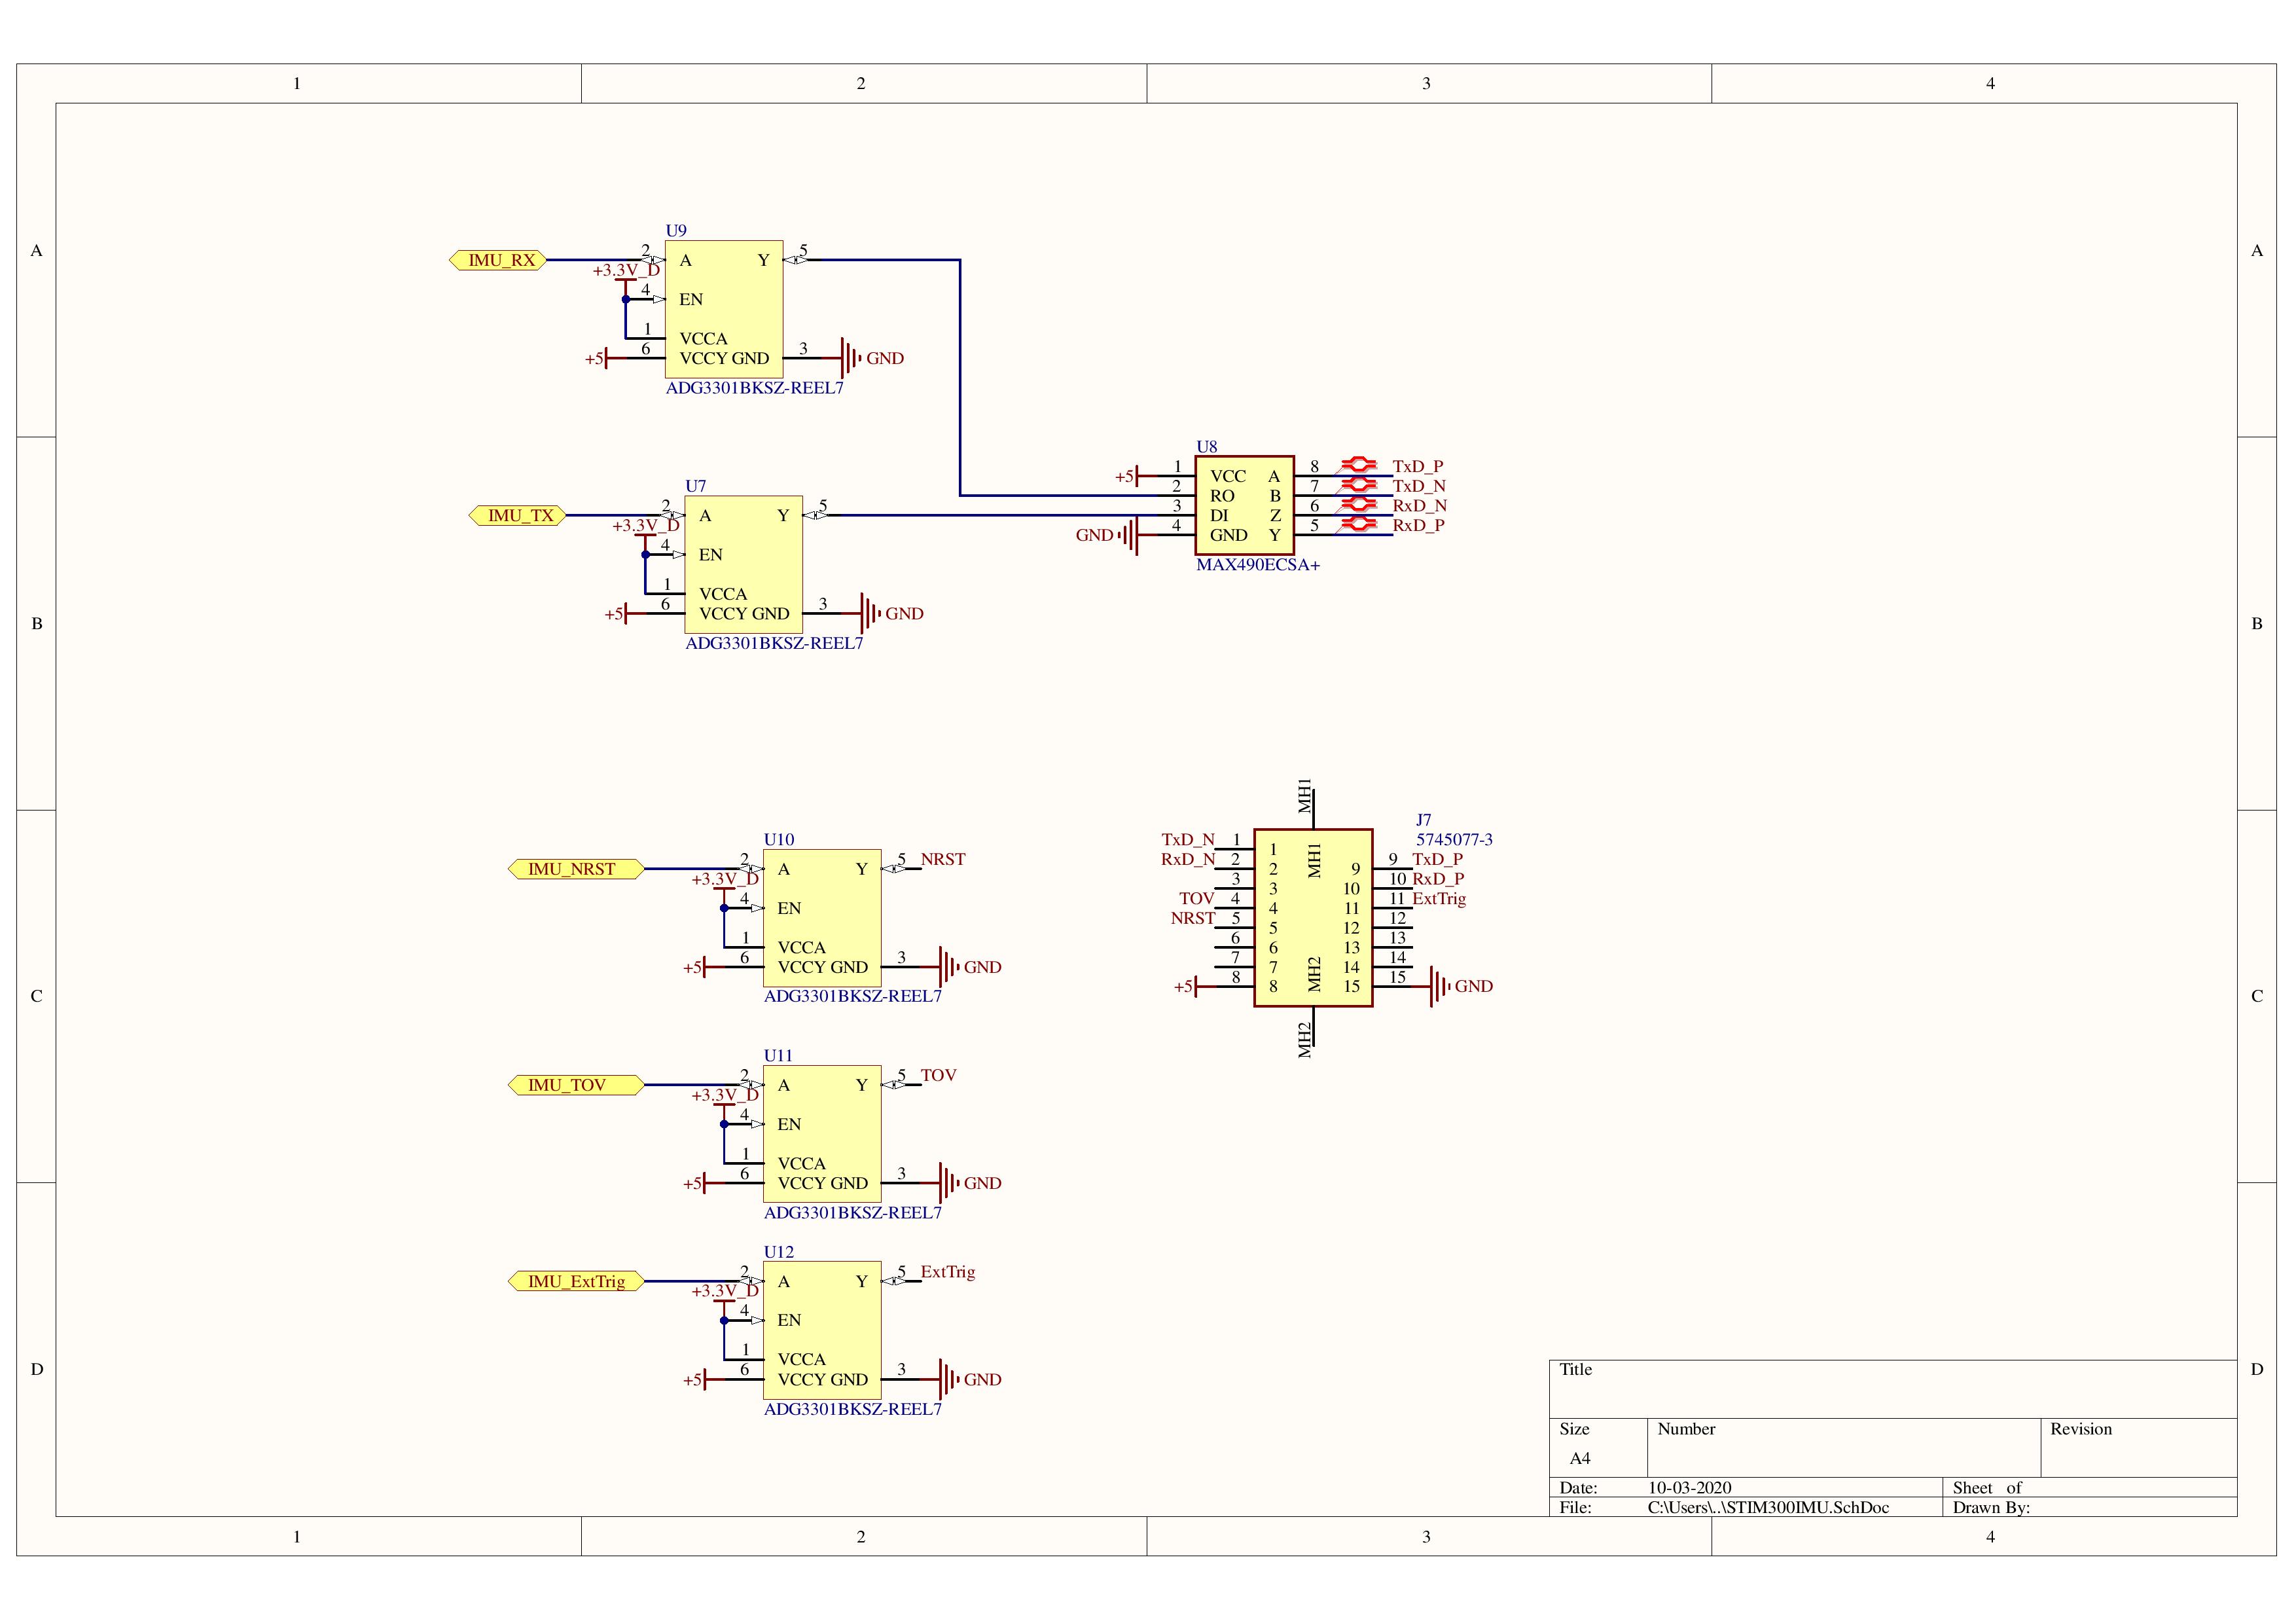 1 2 3 4
A A
U9
IMU_RX 2 A Y 5
+3.3V_D
4 EN
1 VCCA
+5 6 VCCY GND 3 GND
ADG3301BKSZ-REEL7
B B
U7
IMU_TX 2 A Y 5
+3.3V_D
4 EN
1 VCCA
+5 6 VCCY GND 3 GND
ADG3301BKSZ-REEL7
U8
+5 1 VCC A 8 TxD_P
2 RO B 7 TxD_N
3 DI Z 6 RxD_N
GND 4 GND Y 5 RxD_P
MAX490ECSA+
C C
U10
IMU_NRST 2 A Y 5 NRST
+3.3V_D
4 EN
1 VCCA
+5 6 VCCY GND 3 GND
ADG3301BKSZ-REEL7
MH1
J7
5745077-3
TxD_N 1 1 MH1
RxD_N 2 2 9 9 TxD_P
3 3 10 10 RxD_P
TOV 4 4 11 11 ExtTrig
NRST 5 5 12 12
6 6 13 13
7 7 MH2 14 14
+5 8 8 15 15 GND
MH2
U11
IMU_TOV 2 A Y 5 TOV
+3.3V_D
4 EN
1 VCCA
+5 6 VCCY GND 3 GND
ADG3301BKSZ-REEL7
D D
U12
IMU_ExtTrig 2 A Y 5 ExtTrig
+3.3V_D
4 EN
1 VCCA
+5 6 VCCY GND 3 GND
ADG3301BKSZ-REEL7
Title
Size Number Revision
A4
Date: 10-03-2020 Sheet of
File: C:\Users\..\STIM300IMU.SchDoc Drawn By:
1 2 3 4